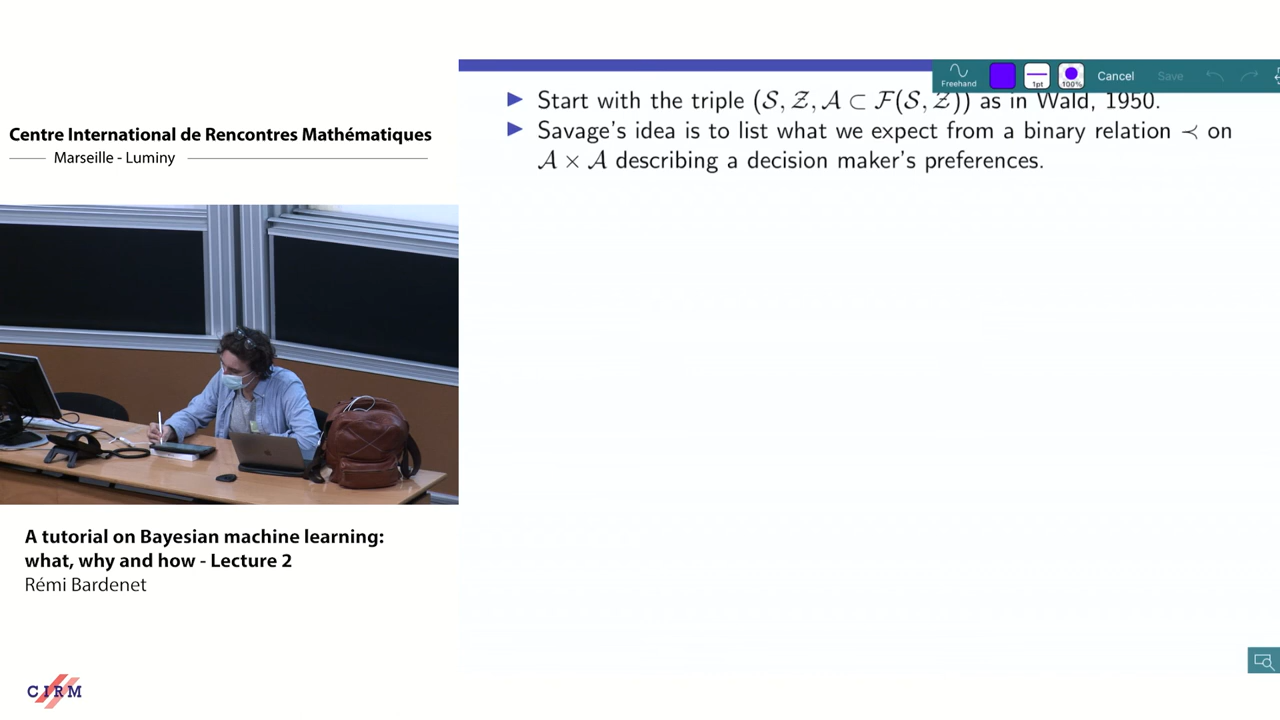 Centre International de Rencontres Mathématiques
Marseille - Luminy
Freehand
1pt
100%
Cancel
Save
▶ Start with the triple (𝒮, 𝒵, 𝒜 ⊂ ℱ(𝒮, 𝒵)) as in Wald, 1950.
▶ Savage's idea is to list what we expect from a binary relation ≺ on
𝒜 × 𝒜 describing a decision maker's preferences.
A tutorial on Bayesian machine learning:
what, why and how - Lecture 2
Rémi Bardenet
CIRM